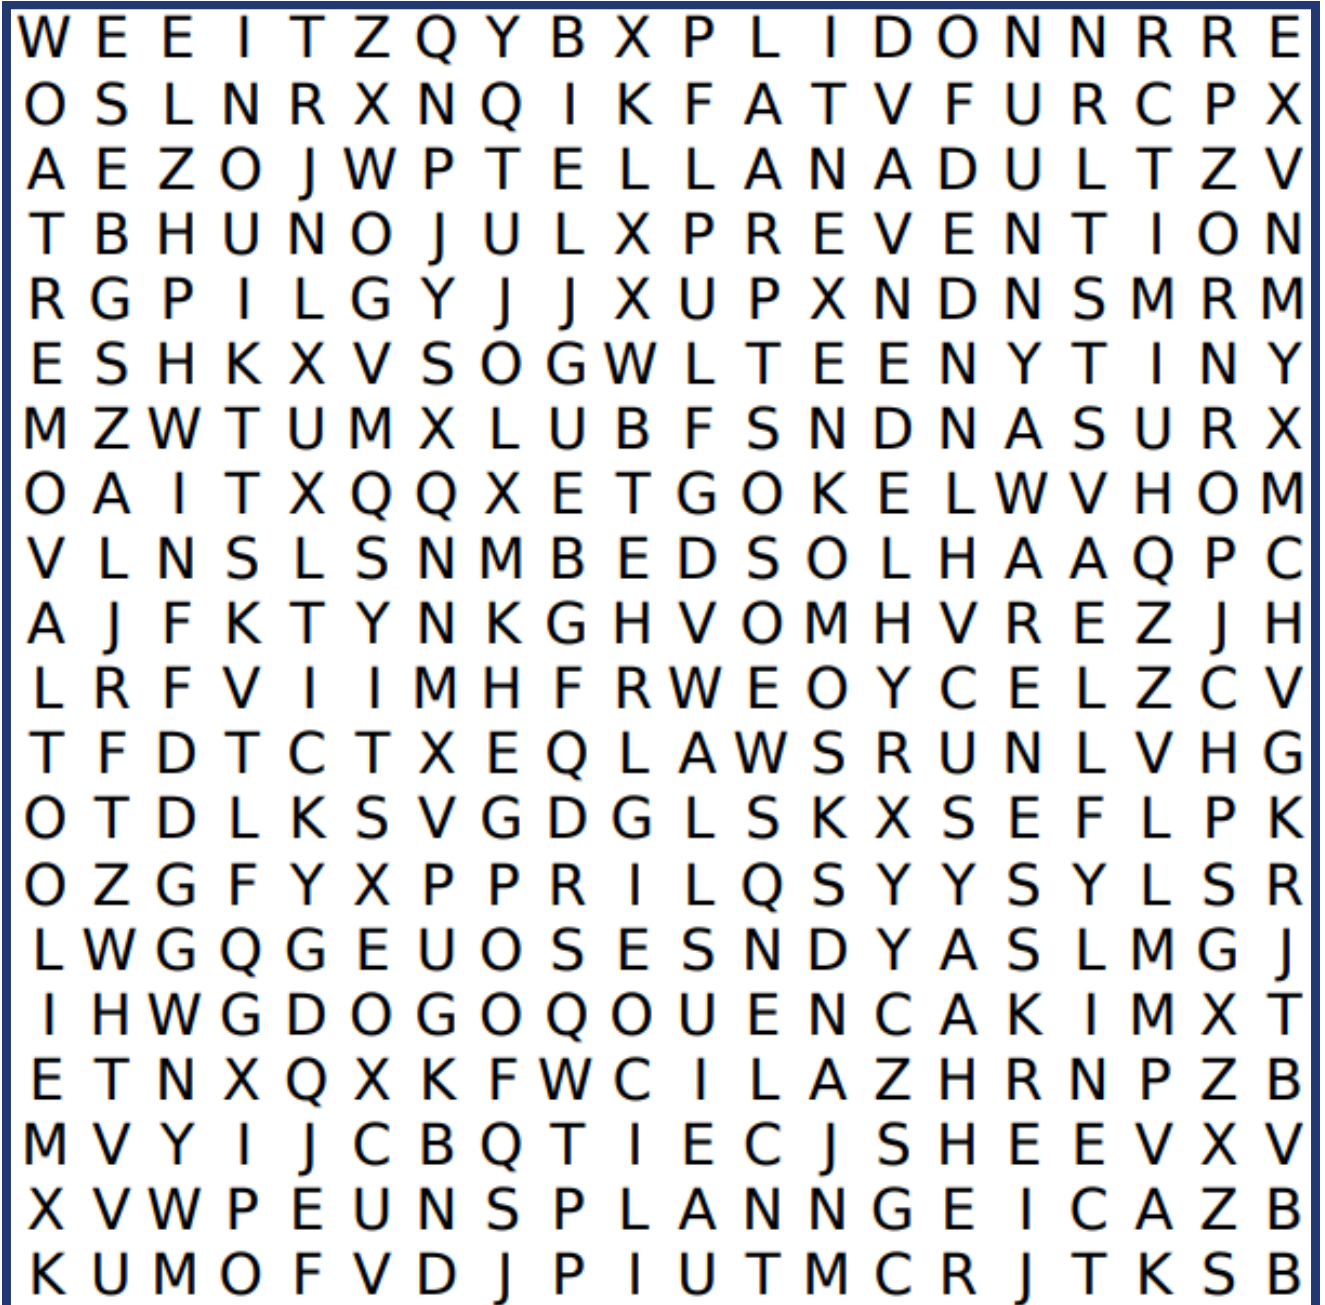 W E E I T Z Q Y B X P L I D O N N R R E
O S L N R X N Q I K F A T V F U R C P X
A E Z O J W P T E L L A N A D U L T Z V
T B H U N O J U L X P R E V E N T I O N
R G P I L G Y J J X U P X N D N S M R M
E S H K X V S O G W L T E E N Y T I N Y
M Z W T U M X L U B F S N D N A S U R X
O A I T X Q Q X E T G O K E L W V H O M
V L N S L S N M B E D S O L H A A Q P C
A J F K T Y N K G H V O M H V R E Z J H
L R F V I I M H F R W E O Y C E L Z C V
T F D T C T X E Q L A W S R U N L V H G
O T D L K S V G D G L S K X S E F L P K
O Z G F Y X P P R I L Q S Y Y S Y L S R
L W G Q G E U O S E S N D Y A S L M G J
I H W G D O G O Q O U E N C A K I M X T
E T N X Q X K F W C I L A Z H R N P Z B
M V Y I J C B Q T I E C J S H E E V X V
X V W P E U N S P L A N N G E I C A Z B
K U M O F V D J P I U T M C R J T K S B